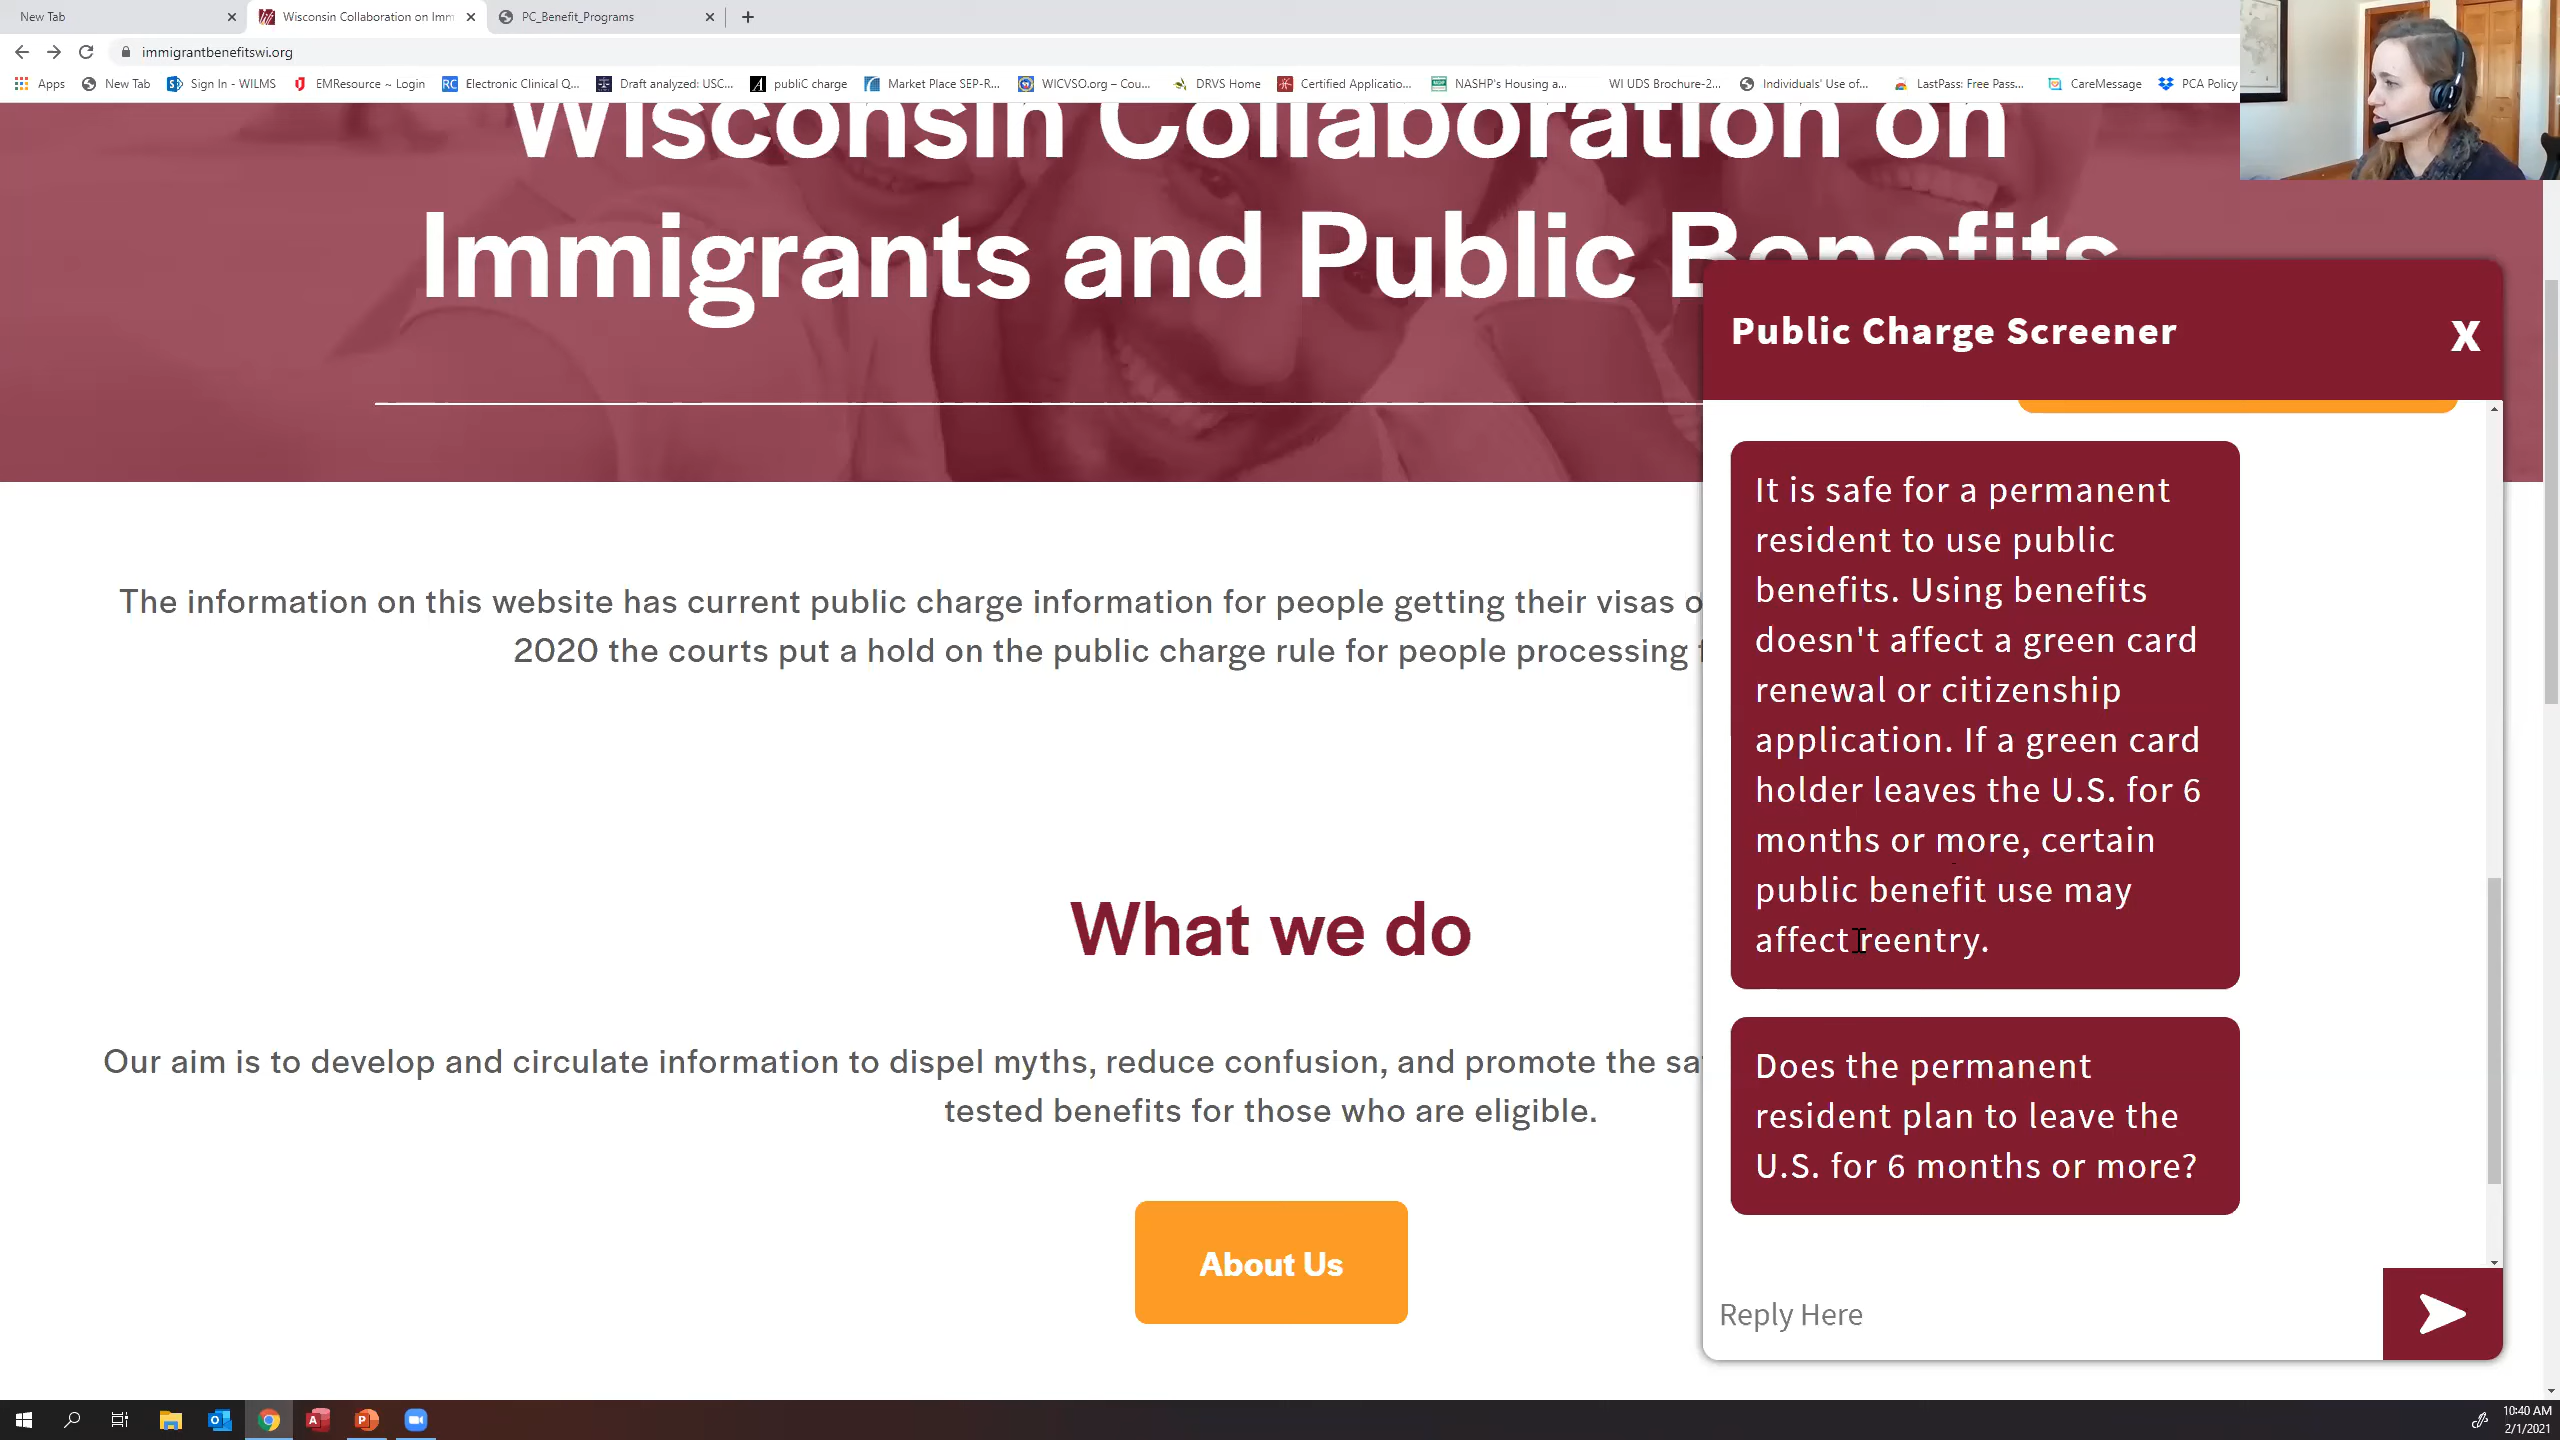 New Tab
Wisconsin Collaboration on Imm
PC_Benefit_Programs
immigrantbenefitswi.org
Apps
New Tab
Sign In - WILMS
EMResource ~ Login
RC
Electronic Clinical Q...
Draft analyzed: USC...
A
publiC charge
Market Place SEP-R...
WICVSO.org – Cou...
DRVS Home
Certified Applicatio...
NASHP's Housing a...
WI UDS Brochure-2...
Individuals' Use of...
LastPass: Free Pass...
CareMessage
PCA Policy
Wisconsin Collaboration on
Immigrants and Public Benefits
The information on this website has current public charge information for people getting their visas
2020 the courts put a hold on the public charge rule for people processing
What we do
Our aim is to develop and circulate information to dispel myths, reduce confusion, and promote the
tested benefits for those who are eligible.
About Us
Public Charge Screener
X
It is safe for a permanent
resident to use public
benefits. Using benefits
doesn't affect a green card
renewal or citizenship
application. If a green card
holder leaves the U.S. for 6
months or more, certain
public benefit use may
affect reentry.
Does the permanent
resident plan to leave the
U.S. for 6 months or more?
Reply Here
10:40 AM
2/1/2021